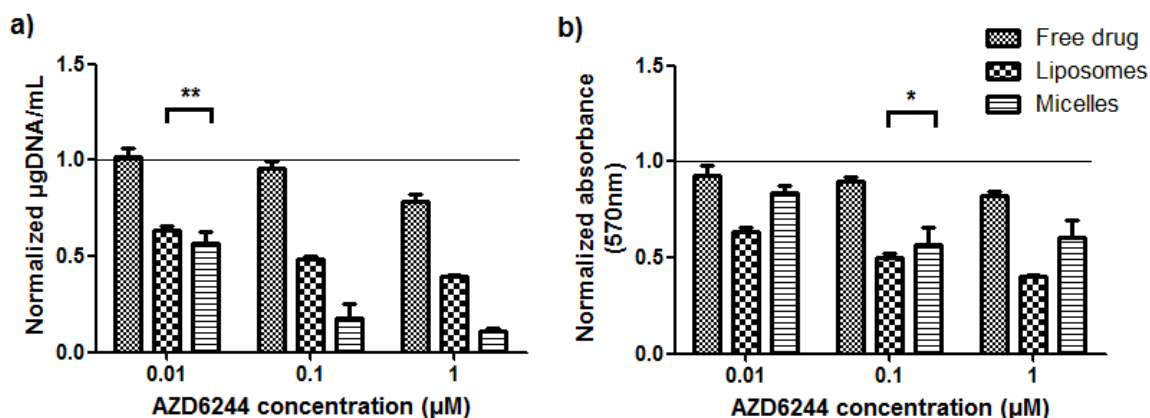 a)
Normalized µgDNA/mL
1.5
1.0
0.5
0.0
**
0.01
0.1
1
AZD6244 concentration (µM)
b)
Normalized absorbance
(570nm)
1.5
1.0
0.5
0.0
*
0.01
0.1
1
AZD6244 concentration (µM)
Free drug
Liposomes
Micelles